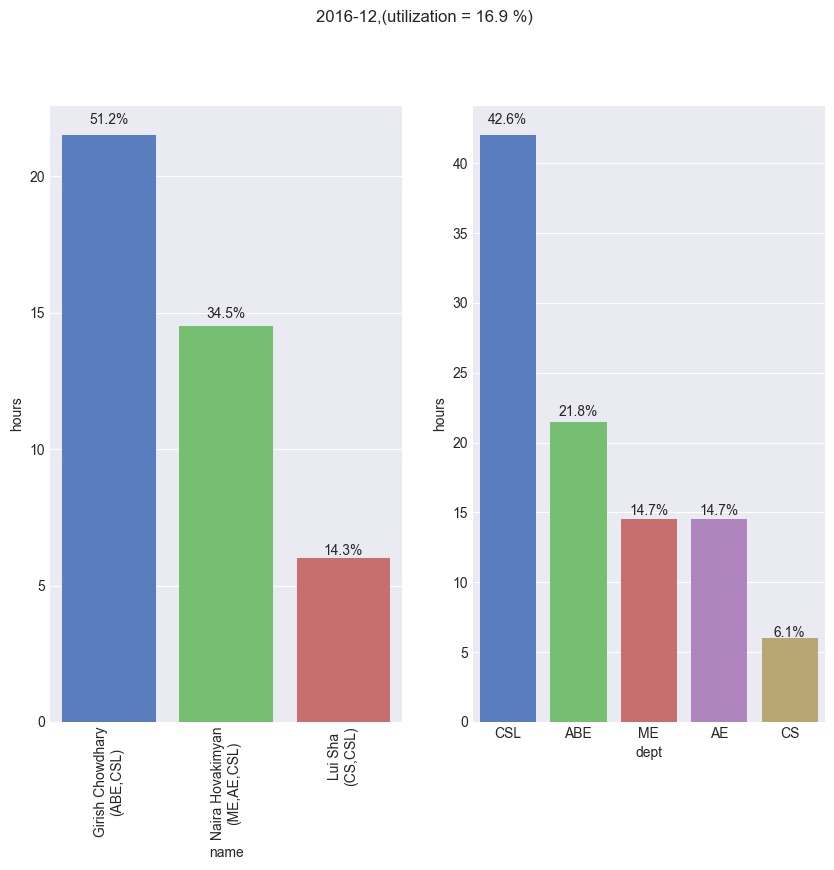 2016-12,(utilization = 16.9 %)
51.2%
34.5%
14.3%
20
15
10
5
0
hours
Girish Chowdhary
(ABE,CSL)
Naira Hovakimyan
(ME,AE,CSL)
Lui Sha
(CS,CSL)
name
42.6%
21.8%
14.7%
14.7%
6.1%
40
35
30
25
20
15
10
5
0
hours
CSL ABE ME AE CS
dept